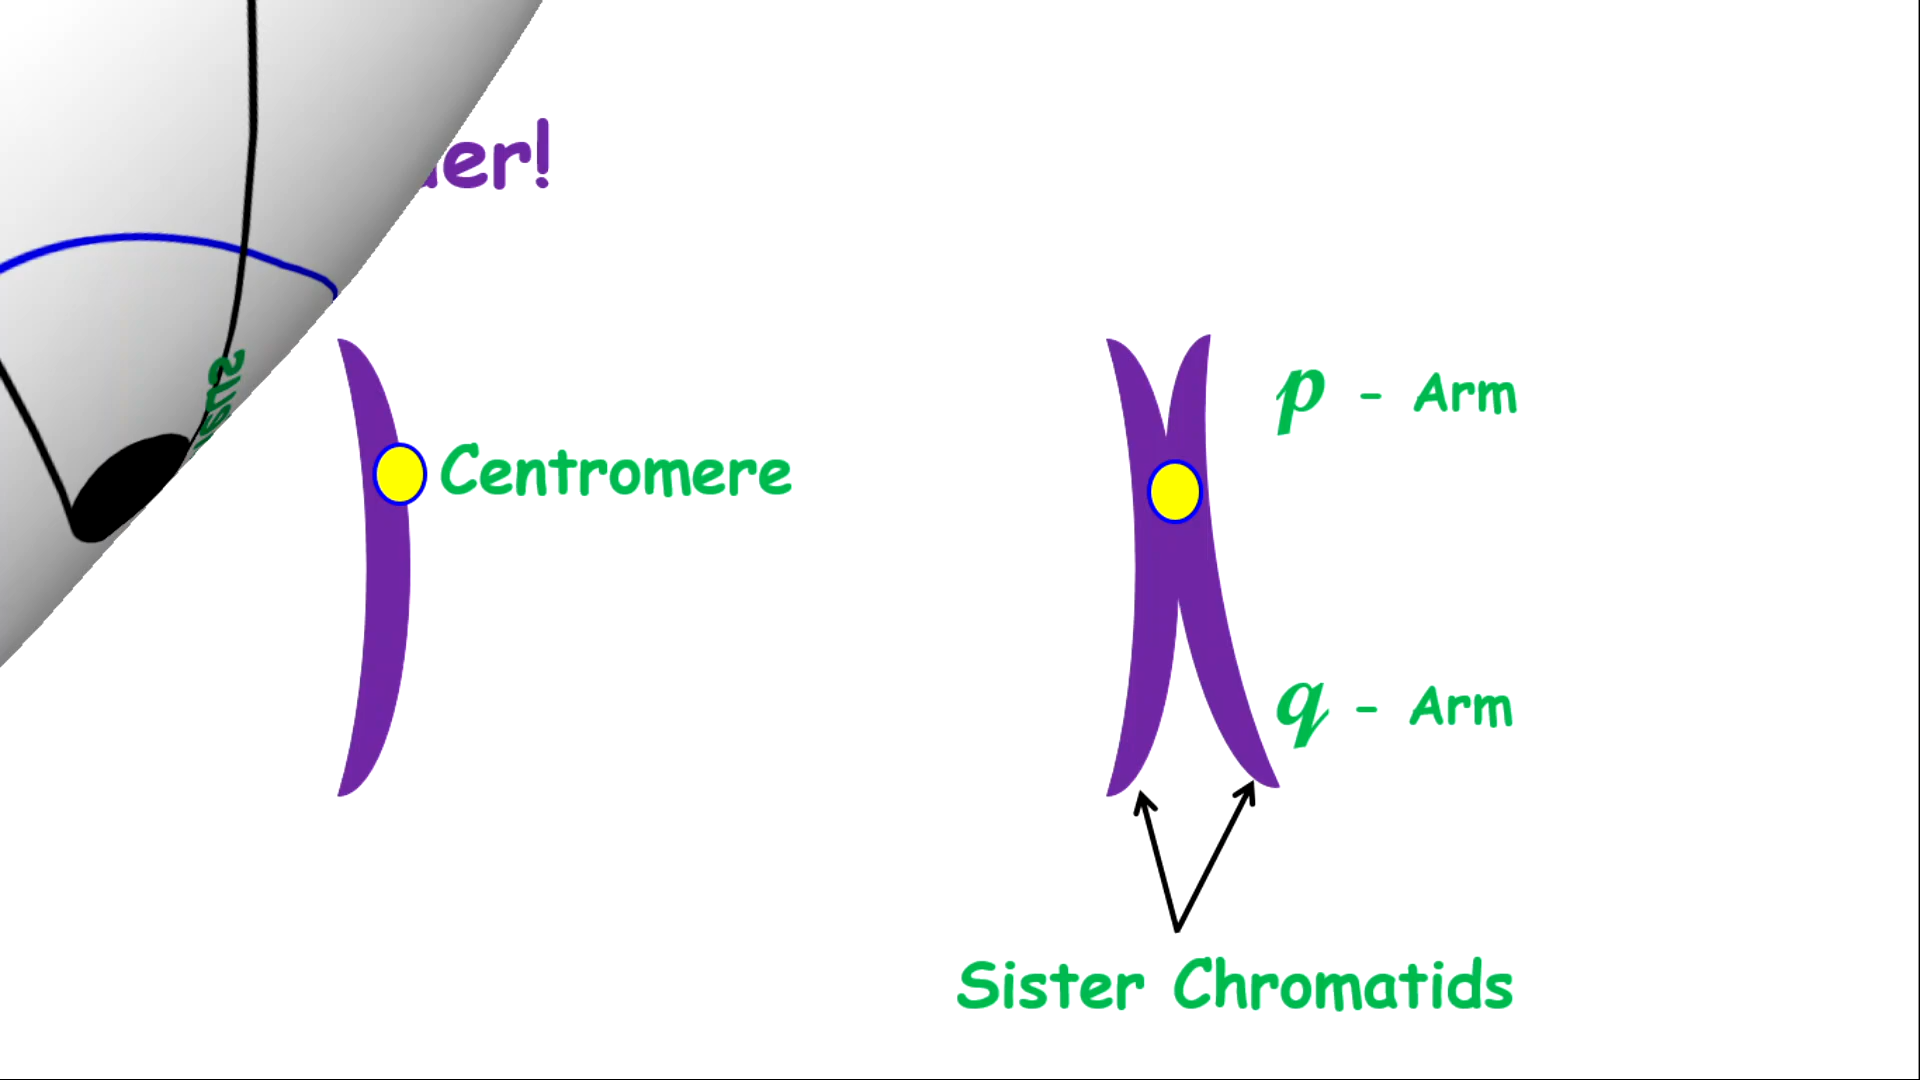 er!
Centromere
p - Arm
q - Arm
Sister Chromatids